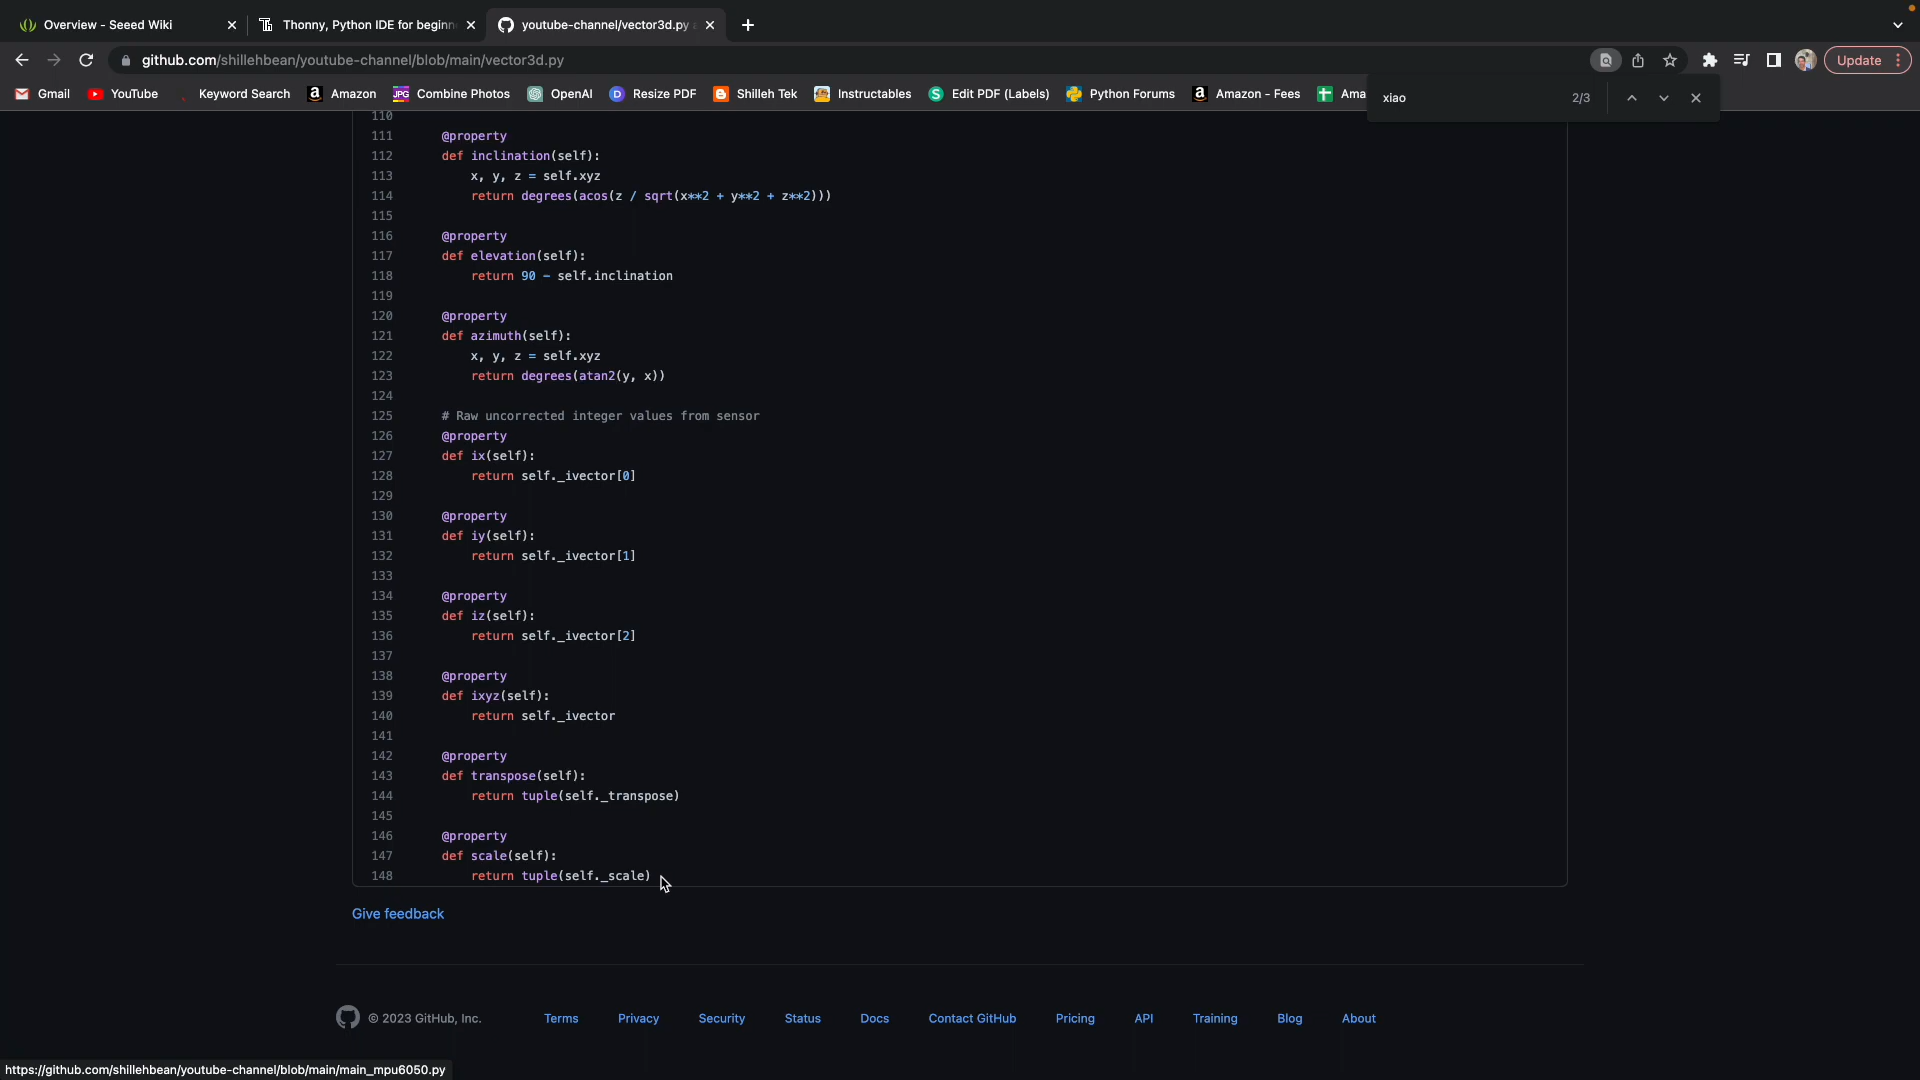 Overview - Seeed Wiki
Thonny, Python IDE for beginn
youtube-channel/vector3d.py
github.com/shillehbean/youtube-channel/blob/main/vector3d.py
Update
Gmail
YouTube
Keyword Search
Amazon
JPG
Combine Photos
OpenAI
Resize PDF
Shilleh Tek
Instructables
Edit PDF (Labels)
Python Forums
Amazon - Fees
Ama
xiao
2/3
110
111 @property
112 def inclination(self):
113 x, y, z = self.xyz
114 return degrees(acos(z / sqrt(x**2 + y**2 + z**2)))
115
116 @property
117 def elevation(self):
118 return 90 - self.inclination
119
120 @property
121 def azimuth(self):
122 x, y, z = self.xyz
123 return degrees(atan2(y, x))
124
125 # Raw uncorrected integer values from sensor
126 @property
127 def ix(self):
128 return self._ivector[0]
129
130 @property
131 def iy(self):
132 return self._ivector[1]
133
134 @property
135 def iz(self):
136 return self._ivector[2]
137
138 @property
139 def ixyz(self):
140 return self._ivector
141
142 @property
143 def transpose(self):
144 return tuple(self._transpose)
145
146 @property
147 def scale(self):
148 return tuple(self._scale)
Give feedback
© 2023 GitHub, Inc.
Terms
Privacy
Security
Status
Docs
Contact GitHub
Pricing
API
Training
Blog
About
https://github.com/shillehbean/youtube-channel/blob/main/main_mpu6050.py